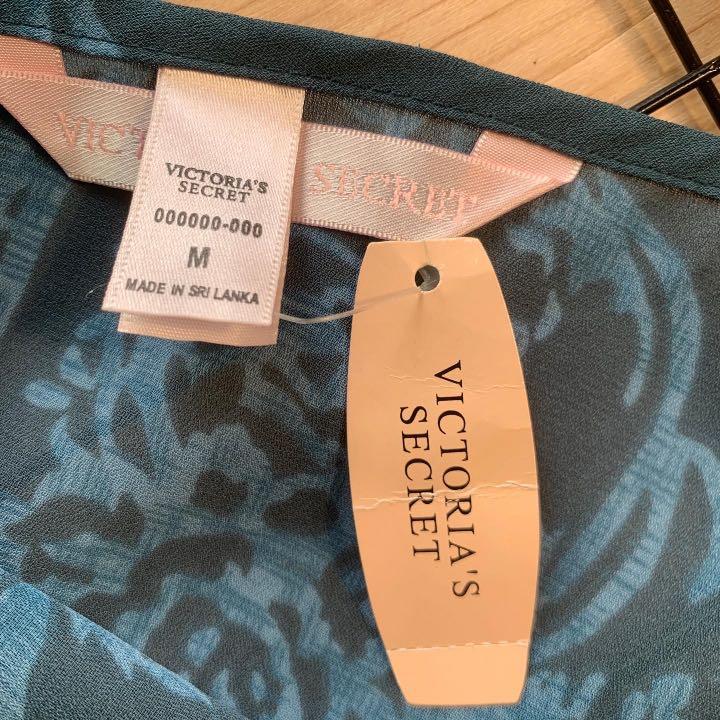 VICTORIA'S
SECRET
000000-000
M
MADE IN SRI LANKA
SECRET
VICTORIA'S
SECRET